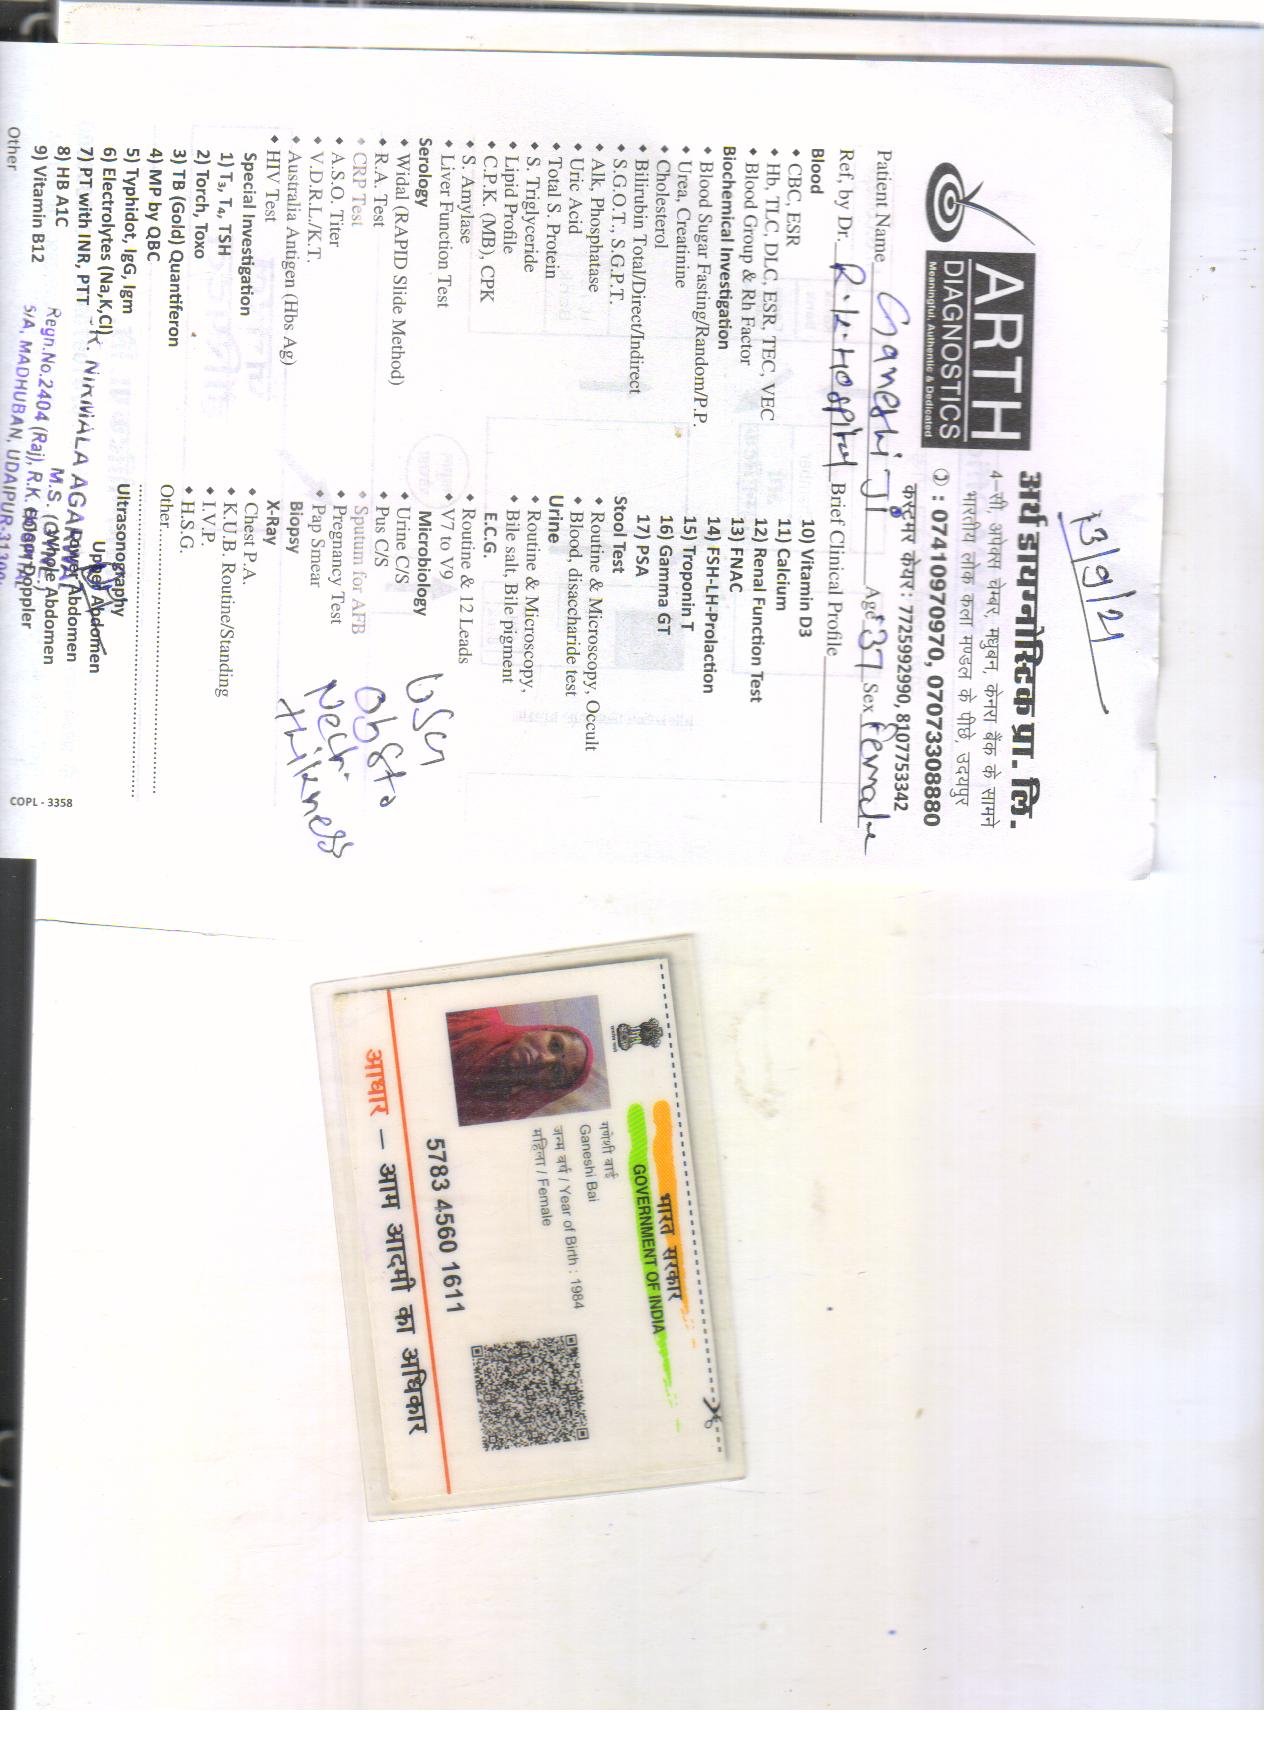 13/9/21
ARTH
DIAGNOSTICS
Meaningful, Authentic & Dedicated
अर्थ डायग्नोस्टिक्स प्रा. लि.
4–सी, अपेक्स चेम्बर, मधुबन, केनरा बैंक के सामने
भारतीय लोक कला मण्डल के पीछे, उदयपुर
: 07410970970, 07073308880
कस्टमर केयर : 7725992990, 8107753342
Patient Name Ganeshi Ji Age 37 Sex Female
Ref, by Dr. R.K. Hospital Brief Clinical Profile
Blood
• CBC, ESR
• Hb, TLC, DLC, ESR, TEC, VEC
• Blood Group & Rh Factor
Biochemical Investigation
• Blood Sugar Fasting/Random/P.P.
• Urea, Creatinine
• Cholesterol
• Bilirubin Total/Direct/Indirect
• S.G.O.T., S.G.P.T.
• Alk, Phosphatase
• Uric Acid
• Total S. Protein
• S. Triglyceride
• Lipid Profile
• C.P.K. (MB), CPK
• S. Amylase
• Liver Function Test
Serology
• Widal (RAPID Slide Method)
• R.A. Test
• CRP Test
• A.S.O. Titer
• V.D.R.L./K.T.
• Australia Antigen (Hbs Ag)
• HIV Test
Special Investigation
1) T₃, T₄, TSH
2) Torch, Toxo
3) TB (Gold) Quantiferon
4) MP by QBC
5) Typhidot, IgG, Igm
6) Electrolytes (Na,K,Cl)
7) PT with INR, PTT
8) HB A1C
9) Vitamin B12
Other
10) Vitamin D3
11) Calcium
12) Renal Function Test
13) FNAC
14) FSH-LH-Prolaction
15) Troponin T
16) Gamma GT
17) PSA
Stool Test
• Routine & Microscopy, Occult
• Blood, disaccharide test
Urine
• Routine & Microscopy,
• Bile salt, Bile pigment
E.C.G.
• Routine & 12 Leads
• V7 to V9
Microbiology
• Urine C/S
• Pus C/S
• Sputum for AFB
• Pregnancy Test
• Pap Smear
Biopsy
X-Ray
• Chest P.A.
• K.U.B. Routine/Standing
• I.V.P.
• H.S.G.
Other
Ultrasonography
Upper Abdomen
Lower Abdomen
Whole Abdomen
Colour Doppler
USG
Obst
Neck
thikness
NIRMALA AGARWAL
M.S.
Regn.No.2404 (Raj), R.K. HOSPITAL
5/A, MADHUBAN, UDAIPUR-31300
COPL - 3358
भारत सरकार
GOVERNMENT OF INDIA
गणेशी बाई
Ganeshi Bai
जन्म वर्ष / Year of Birth : 1984
महिला / Female
5783 4560 1611
आधार – आम आदमी का अधिकार